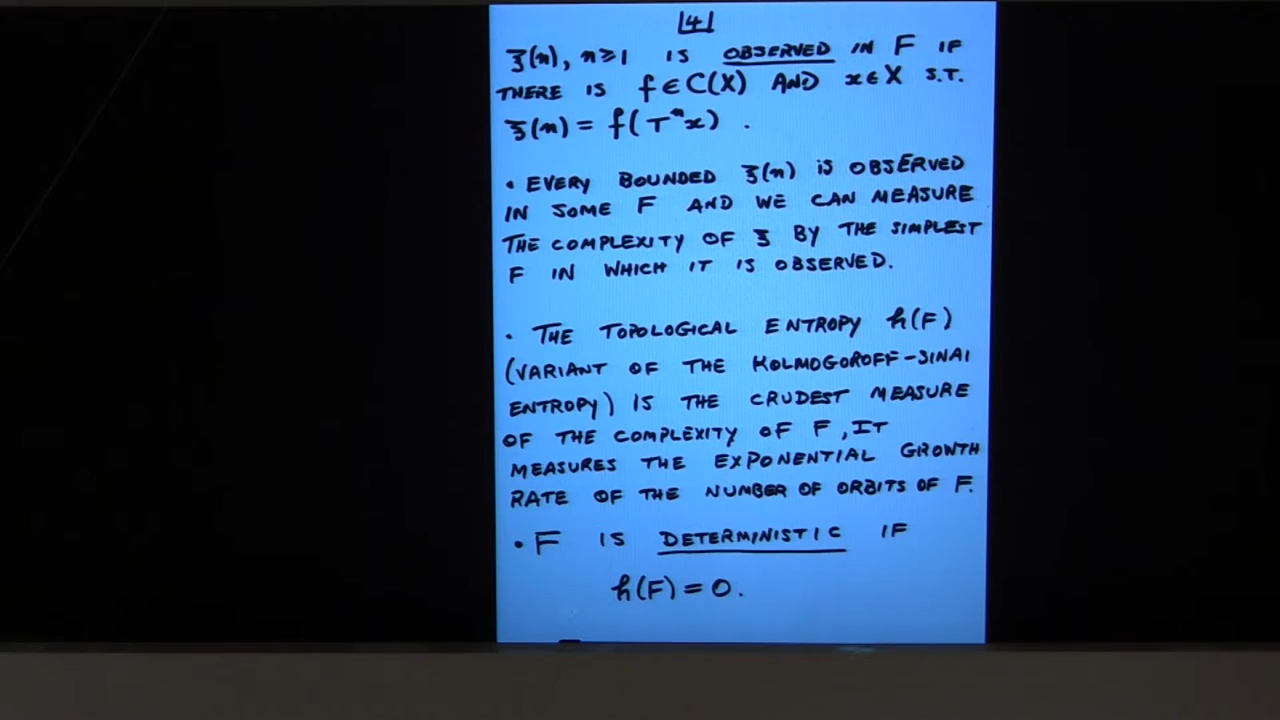 4
ξ(n), n≥1 IS OBSERVED IN F IF
THERE IS f∈C(X) AND x∈X S.T.
ξ(n) = f(Tⁿx) .
• EVERY BOUNDED ξ(n) IS OBSERVED
IN SOME F AND WE CAN MEASURE
THE COMPLEXITY OF ξ BY THE SIMPLEST
F IN WHICH IT IS OBSERVED.
• THE TOPOLOGICAL ENTROPY h(F)
(VARIANT OF THE KOLMOGOROFF-SINAI
ENTROPY) IS THE CRUDEST MEASURE
OF THE COMPLEXITY OF F, IT
MEASURES THE EXPONENTIAL GROWTH
RATE OF THE NUMBER OF ORBITS OF F.
• F IS DETERMINISTIC IF
h(F) = 0.